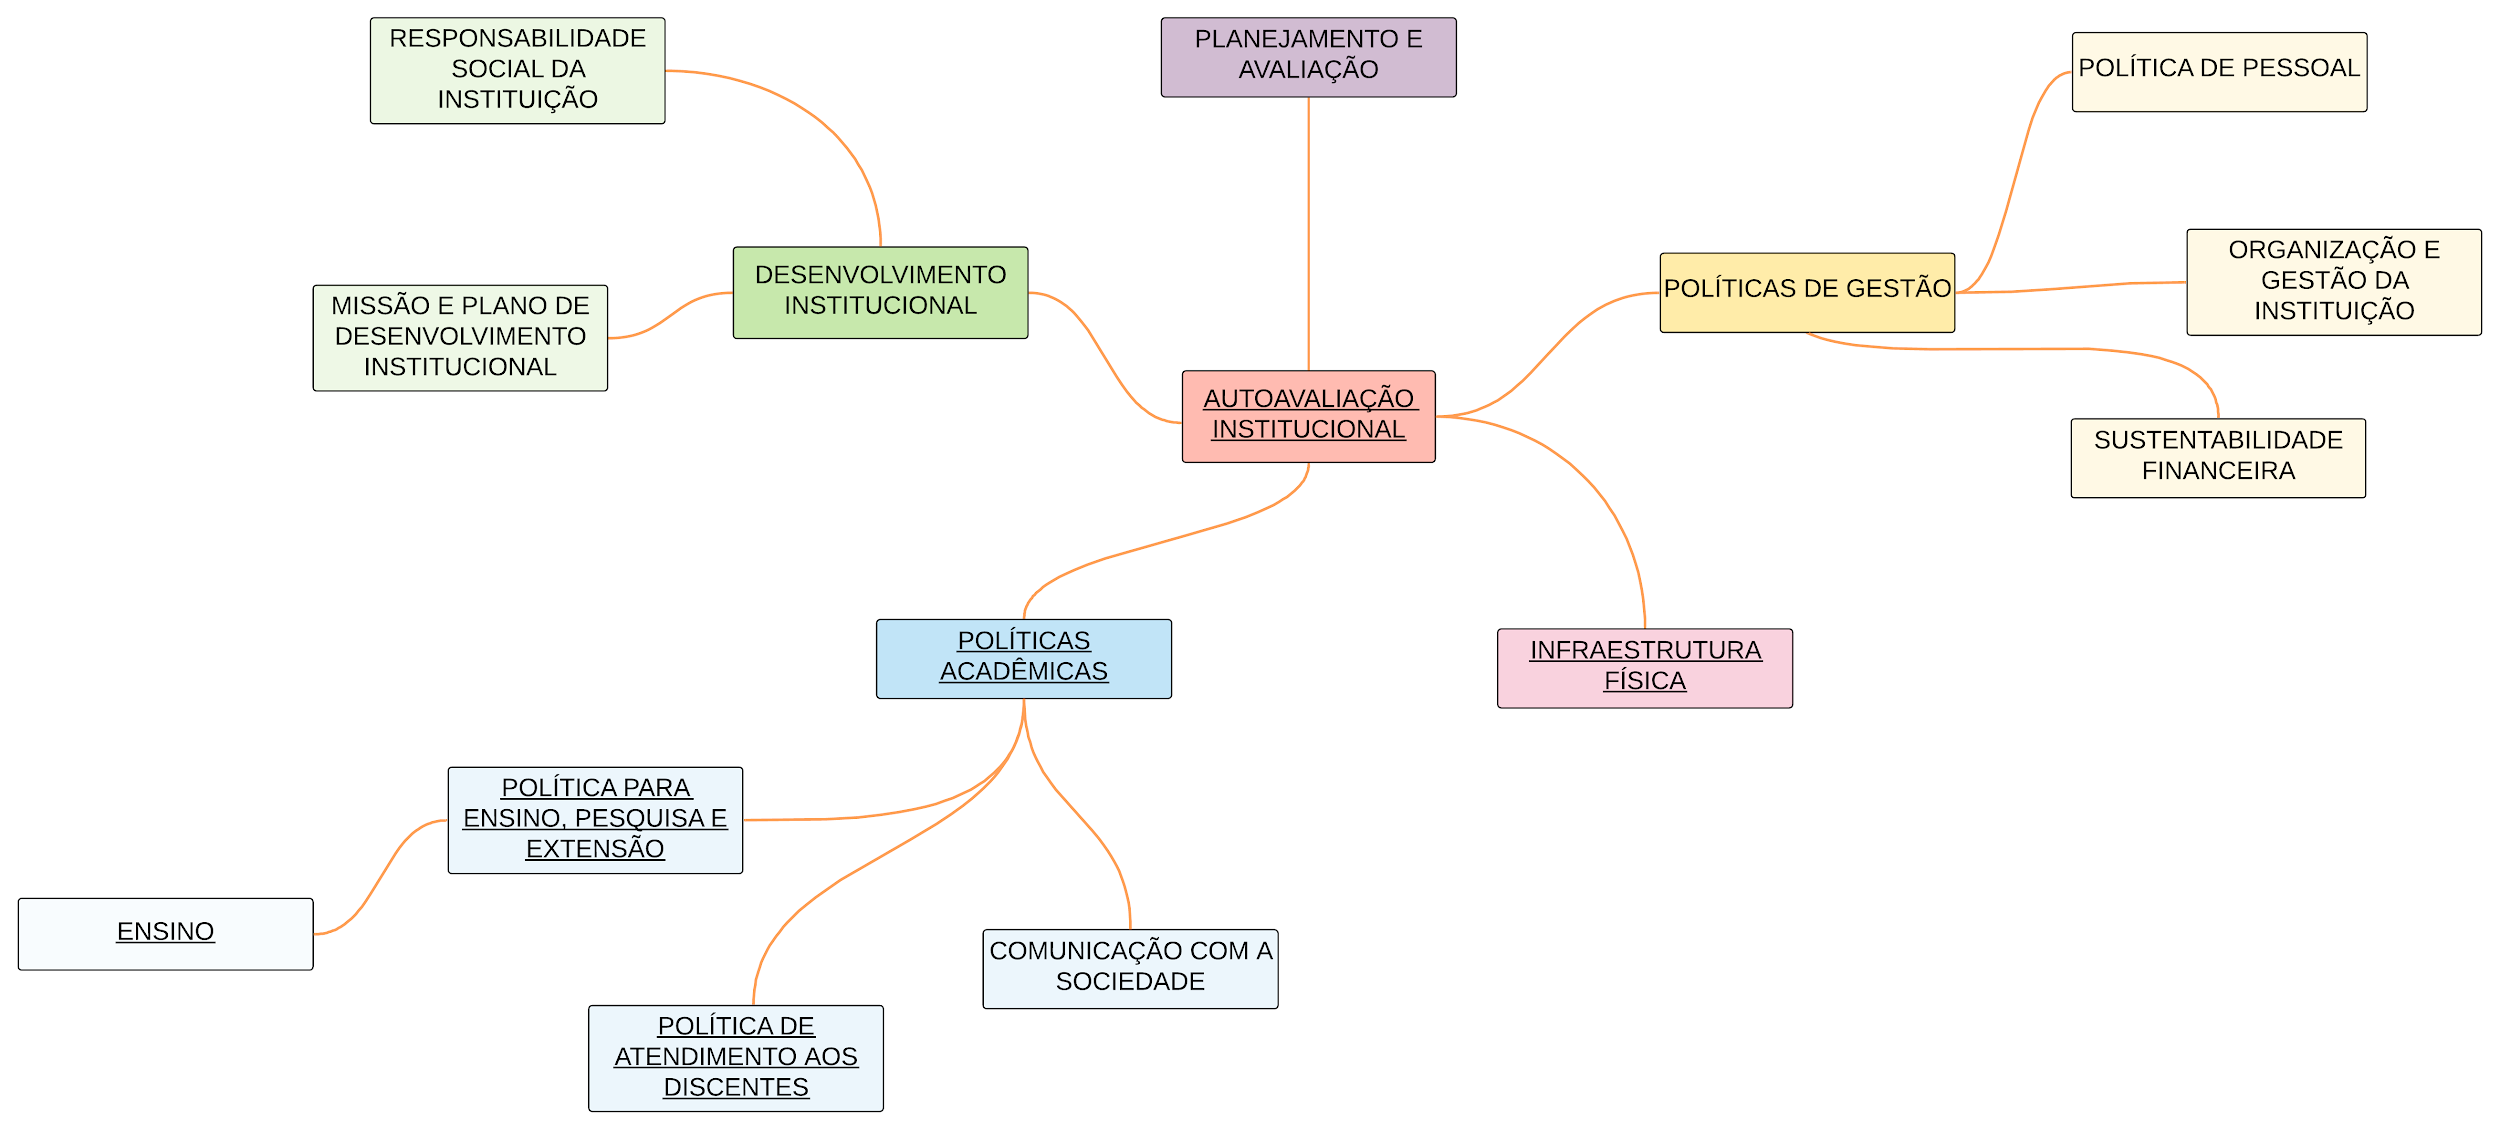 RESPONSABILIDADE
SOCIAL DA
INSTITUIÇÃO
PLANEJAMENTO E
AVALIAÇÃO
POLÍTICA DE PESSOAL
DESENVOLVIMENTO
INSTITUCIONAL
POLÍTICAS DE GESTÃO
ORGANIZAÇÃO E
GESTÃO DA
INSTITUIÇÃO
MISSÃO E PLANO DE
DESENVOLVIMENTO
INSTITUCIONAL
AUTOAVALIAÇÃO
INSTITUCIONAL
SUSTENTABILIDADE
FINANCEIRA
POLÍTICAS
ACADÊMICAS
INFRAESTRUTURA
FÍSICA
POLÍTICA PARA
ENSINO, PESQUISA E
EXTENSÃO
ENSINO
COMUNICAÇÃO COM A
SOCIEDADE
POLÍTICA DE
ATENDIMENTO AOS
DISCENTES